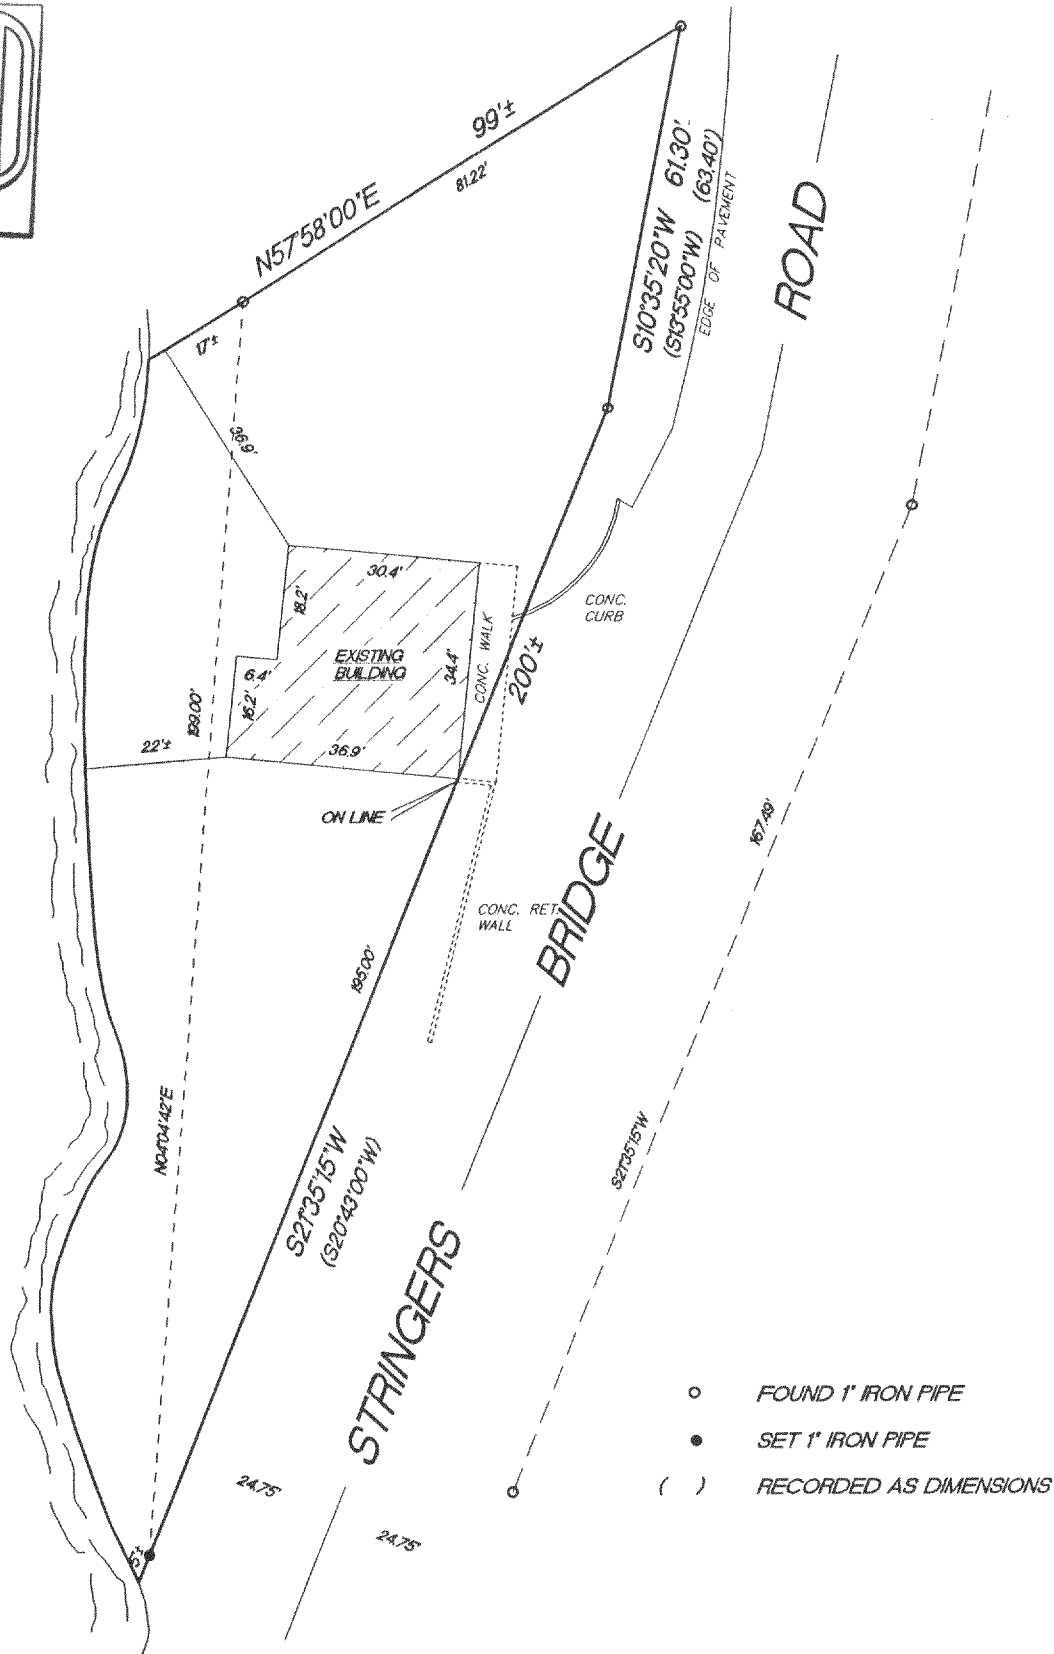 99'±
N57°58'00"E
81.22'
S10°35'20"W 61.30'
(S13°55'00"W) (63.40')
EDGE OF PAVEMENT
ROAD
17'±
36.9'
30.4'
18.2'
EXISTING
BUILDING
CONC. WALK
34.4'
CONC.
CURB
200'±
6.4'
16.2'
199.00'
22'±
36.9'
ON LINE
167.49'
BRIDGE
CONC. RET.
WALL
195.00'
N04°04'42"E
S21°35'15"W
(S20°43'00"W)
S21°35'15"W
STRINGERS
FOUND 1" IRON PIPE
SET 1" IRON PIPE
( ) RECORDED AS DIMENSIONS
24.75'
24.75'
5'±